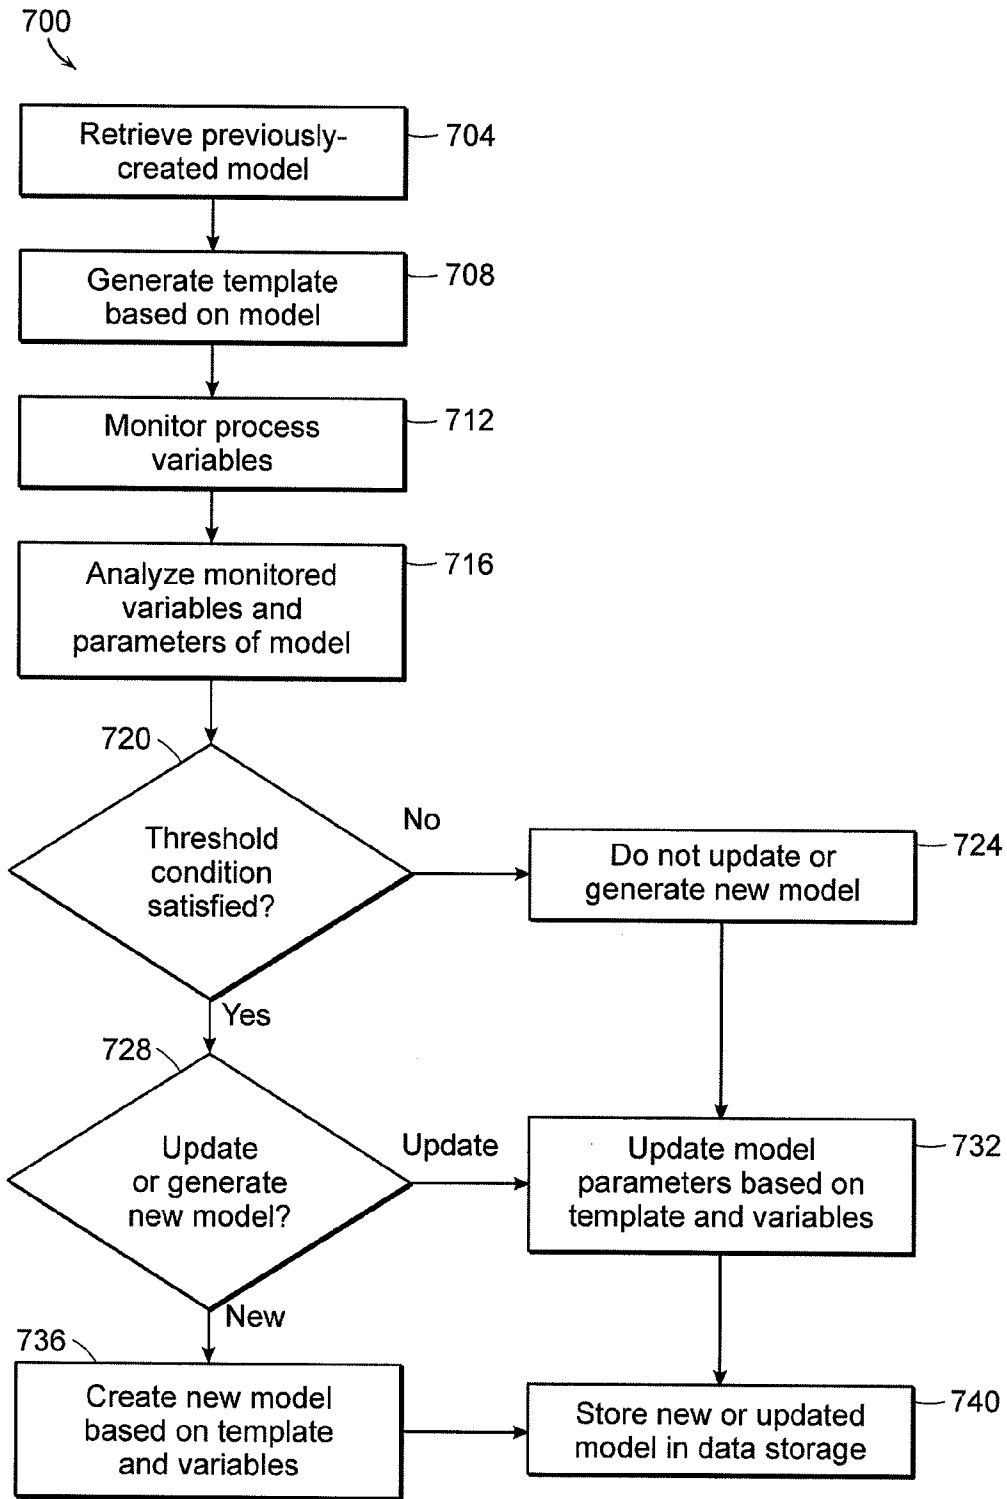 700
Retrieve previously-
created model
704
Generate template
based on model
708
Monitor process
variables
712
Analyze monitored
variables and
parameters of model
716
720
Threshold
condition
satisfied?
No
Do not update or
generate new model
724
Yes
728
Update
or generate
new model?
Update
Update model
parameters based on
template and variables
732
New
736
Create new model
based on template
and variables
Store new or updated
model in data storage
740